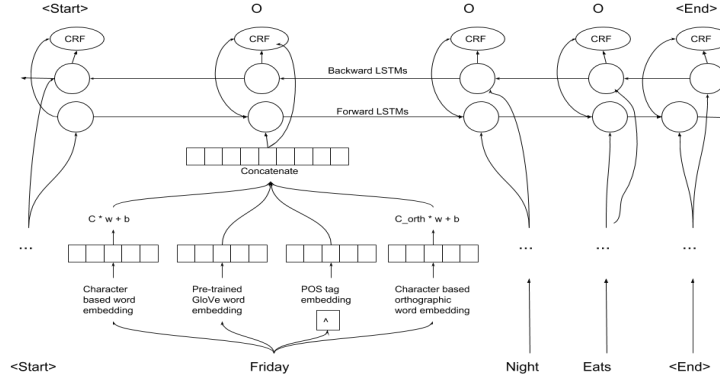 <Start> O O O <End>
CRF CRF CRF CRF CRF
Backward LSTMs
Forward LSTMs
Concatenate
C * w + b C_orth * w + b
... ... ... ...
Character based word embedding
Pre-trained GloVe word embedding
POS tag embedding
^
Character based orthographic word embedding
<Start> Friday Night Eats <End>